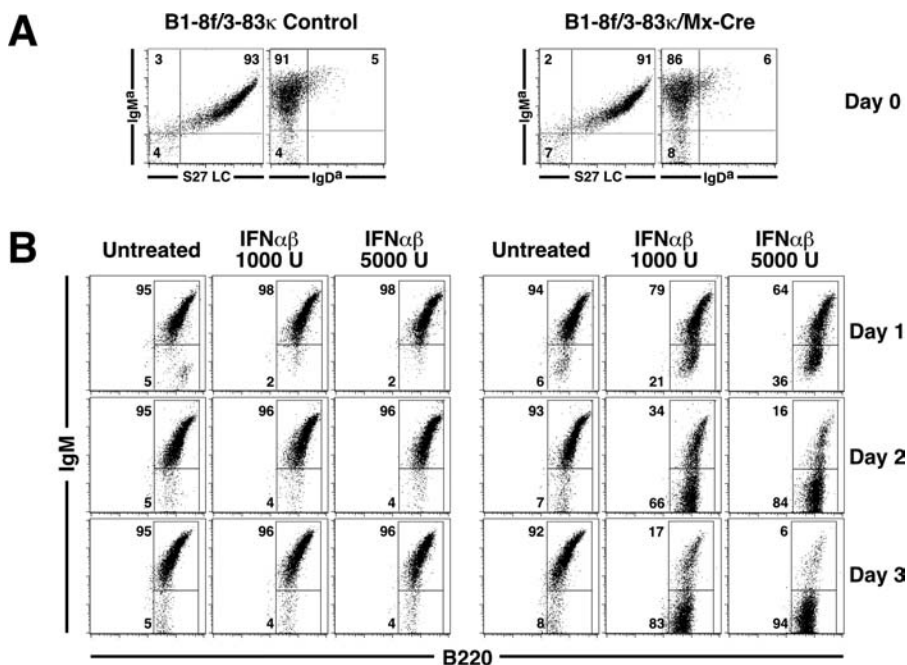 A
B1-8f/3-83κ Control
B1-8f/3-83κ/Mx-Cre
3 93 91 5
2 91 86 6
IgMa
IgMa
Day 0
4 4
7 8
S27 LC IgDa
S27 LC IgDa
B
Untreated
IFNαβ
1000 U
IFNαβ
5000 U
Untreated
IFNαβ
1000 U
IFNαβ
5000 U
95 98 98 94 79 64
Day 1
5 2 2 6 21 36
95 96 96 93 34 16
Day 2
IgM
5 4 4 7 66 84
95 96 96 92 17 6
Day 3
5 4 4 8 83 94
B220